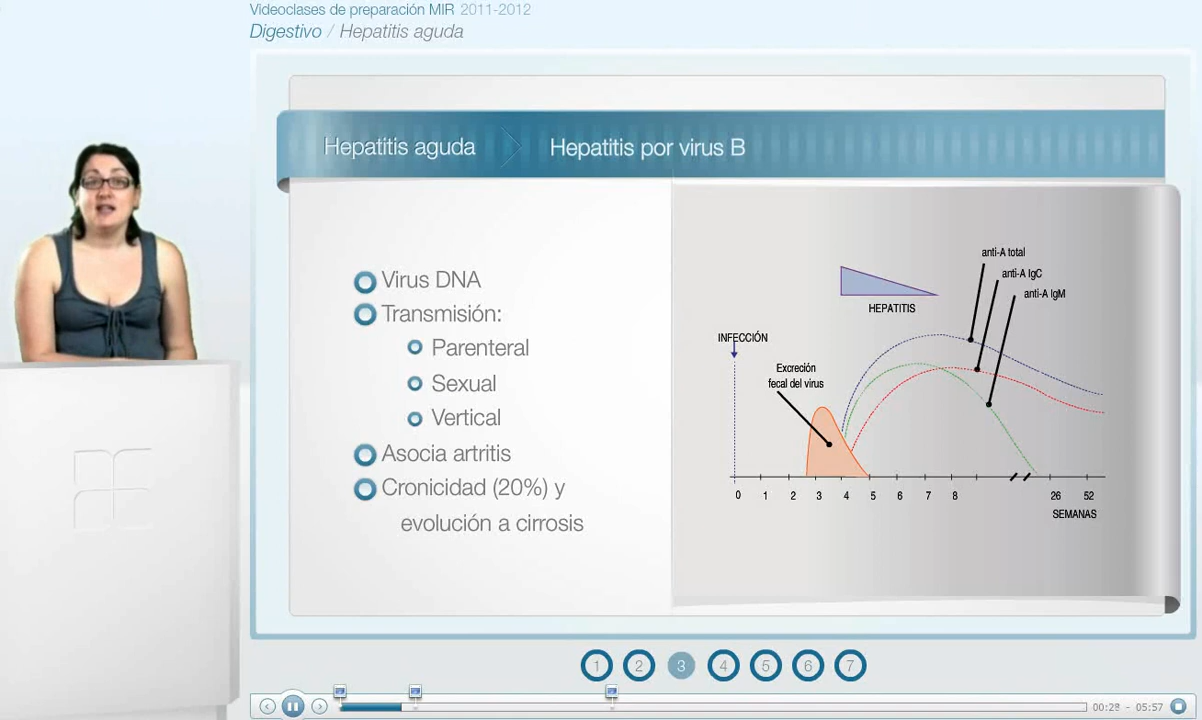 Videoclases de preparación MIR 2011-2012
Digestivo / Hepatitis aguda
Hepatitis aguda
Hepatitis por virus B
Virus DNA
Transmisión:
Parenteral
Sexual
Vertical
Asocia artritis
Cronicidad (20%) y
evolución a cirrosis
anti-A total
anti-A IgC
anti-A IgM
HEPATITIS
INFECCIÓN
Excreción
fecal del virus
0 1 2 3 4 5 6 7 8 26 52
SEMANAS
1 2 3 4 5 6 7
00:28 - 05:57